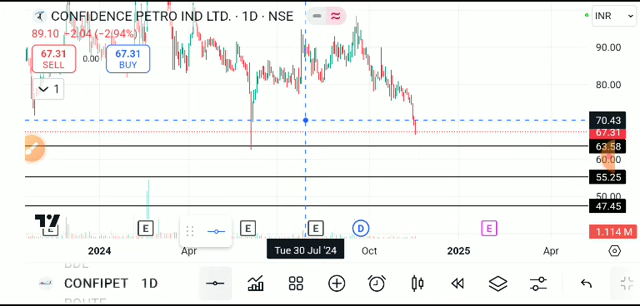 CONFIDENCE PETRO IND LTD. · 1D · NSE
INR
89.10 −2.04 (−2.94%)
90.00
67.31 SELL
0.00
67.31 BUY
80.00
1
70.43
67.31
63.58
60.00
55.25
50.00
47.45
E E E E D E
1.114 M
2024 Apr Tue 30 Jul '24 Oct 2025 Apr
CONFIPET 1D